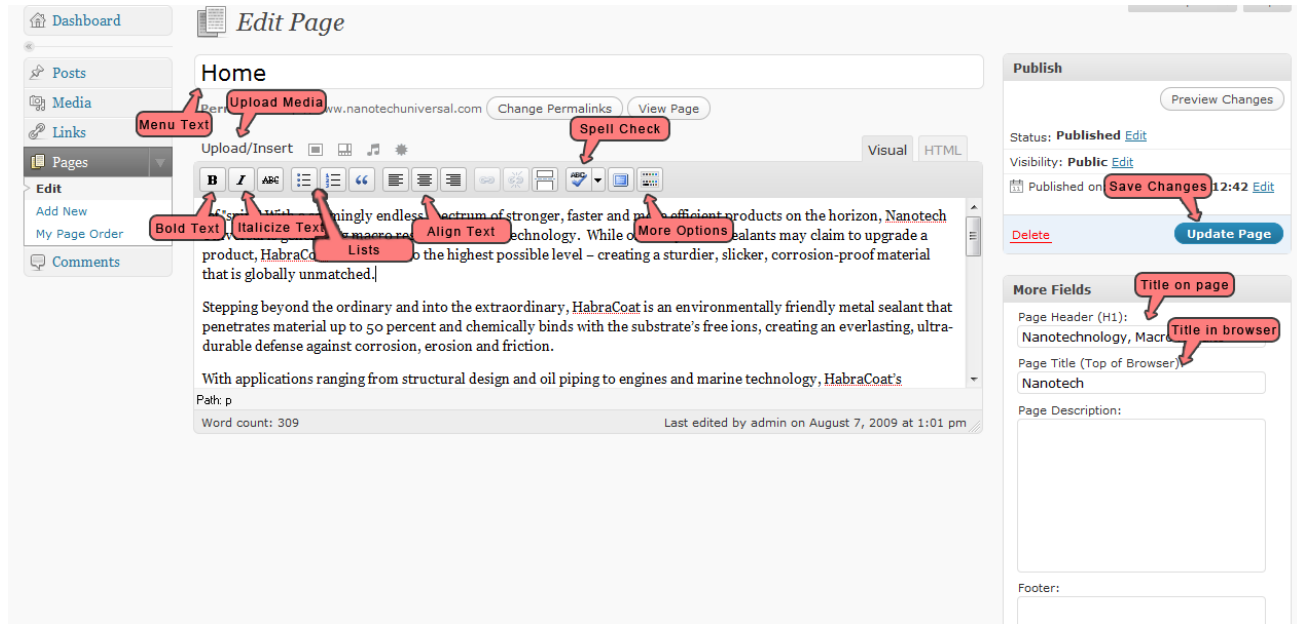 Dashboard
Edit Page
Posts
Media
Links
Pages
Edit
Add New
My Page Order
Comments
Home
Menu Text
Upload Media
www.nanotechuniversal.com Change Permalinks View Page
Spell Check
Upload/Insert
Visual HTML
B I ABC
ABC
Bold Text
Italicize Text
Lists
Align Text
More Options
With a seemingly endless spectrum of stronger, faster and more efficient products on the horizon, Nanotech
macro technology. While sealants may claim to upgrade a
product, to the highest possible level – creating a sturdier, slicker, corrosion-proof material
that is globally unmatched.
Stepping beyond the ordinary and into the extraordinary, HabraCoat is an environmentally friendly metal sealant that
penetrates material up to 50 percent and chemically binds with the substrate's free ions, creating an everlasting, ultra-
durable defense against corrosion, erosion and friction.
With applications ranging from structural design and oil piping to engines and marine technology, HabraCoat's
Path: p
Word count: 309
Last edited by admin on August 7, 2009 at 1:01 pm
Publish
Preview Changes
Status: Published Edit
Visibility: Public Edit
Published on 12:42 Edit
Save Changes
Delete
Update Page
More Fields
Title on page
Page Header (H1):
Nanotechnology,
Title in browser
Page Title (Top of Browser)
Nanotech
Page Description:
Footer: